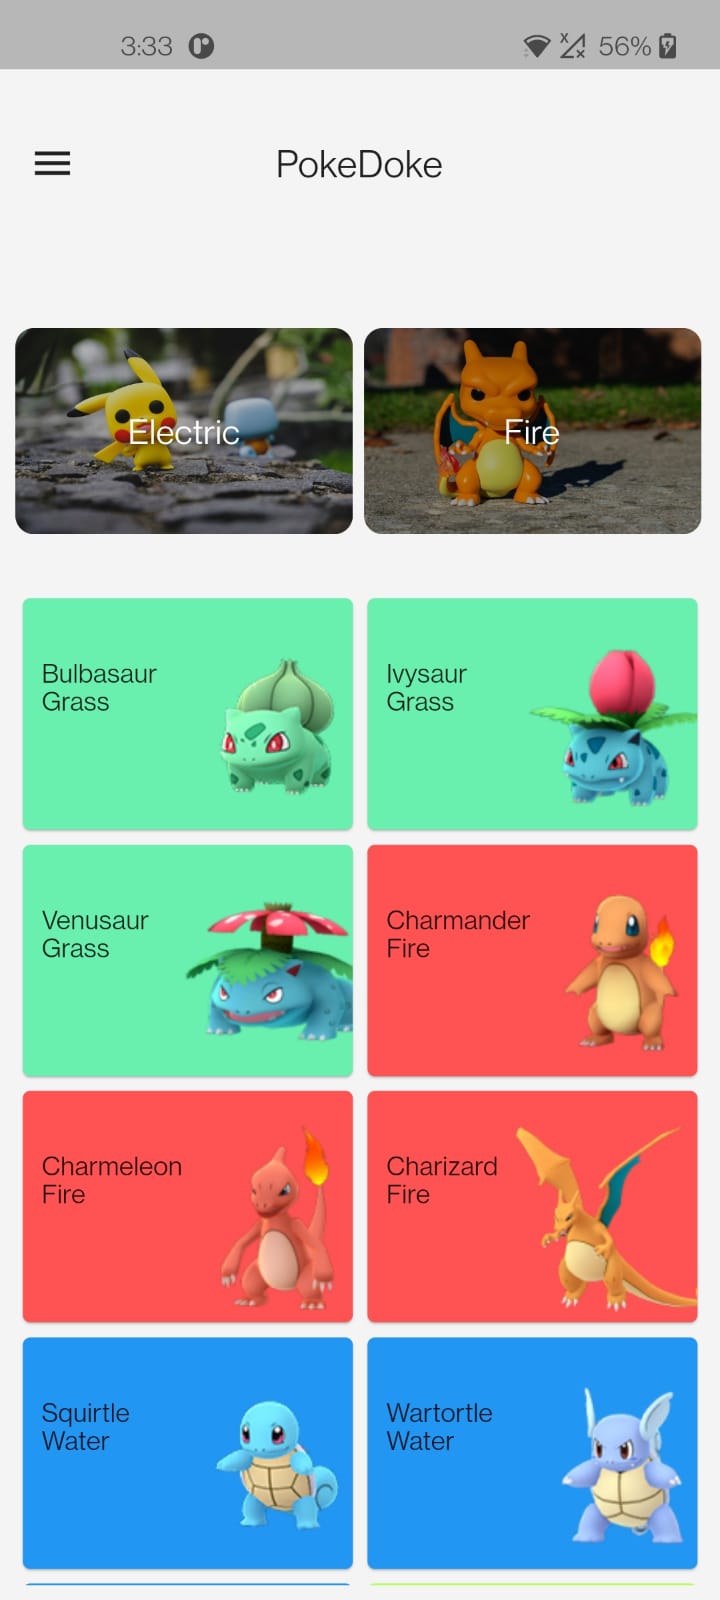 3:33
56%
PokeDoke
Electric
Fire
Bulbasaur
Grass
Ivysaur
Grass
Venusaur
Grass
Charmander
Fire
Charmeleon
Fire
Charizard
Fire
Squirtle
Water
Wartortle
Water